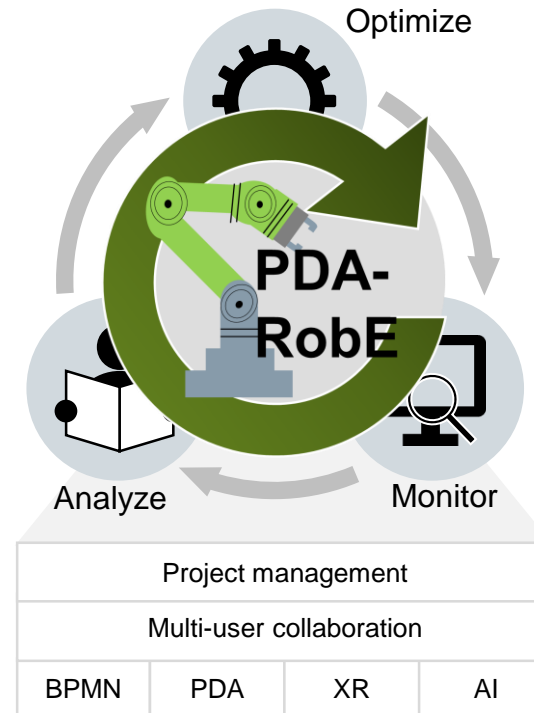 Optimize
PDA-
RobE
Analyze
Monitor
Project management
Multi-user collaboration
BPMN PDA XR AI